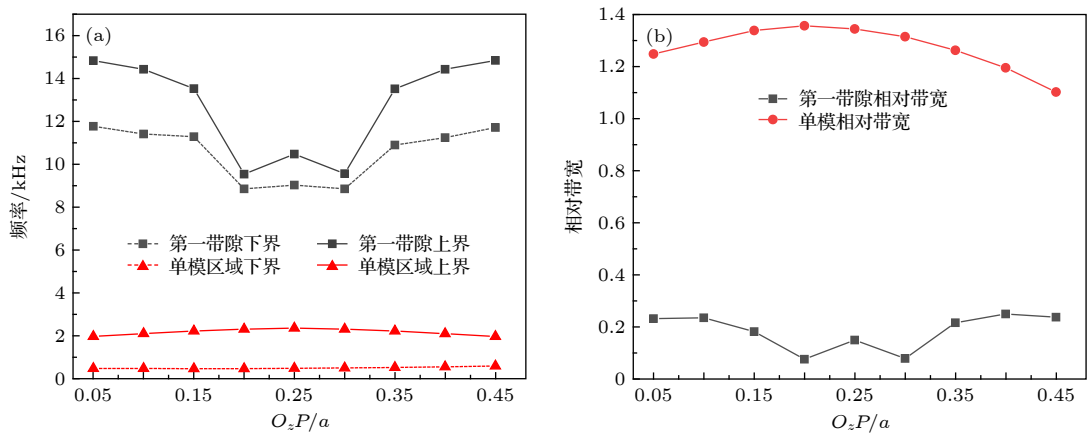 (a)
16
14
12
10
8
6
4
2
0
频率/kHz
第一带隙下界
第一带隙上界
单模区域下界
单模区域上界
0.05
0.15
0.25
0.35
0.45
OzP/a
(b)
1.4
1.2
1.0
0.8
0.6
0.4
0.2
0
相对带宽
第一带隙相对带宽
单模相对带宽
0.05
0.15
0.25
0.35
0.45
OzP/a